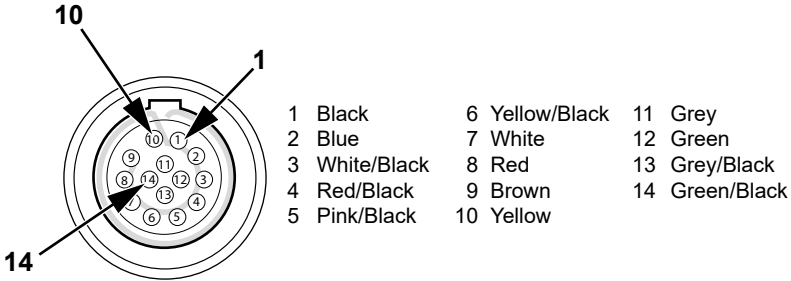 10
1
10 1
9 2
11
8 14 12 3
13
7 4
6 5
14
1 Black
2 Blue
3 White/Black
4 Red/Black
5 Pink/Black
6 Yellow/Black
7 White
8 Red
9 Brown
10 Yellow
11 Grey
12 Green
13 Grey/Black
14 Green/Black